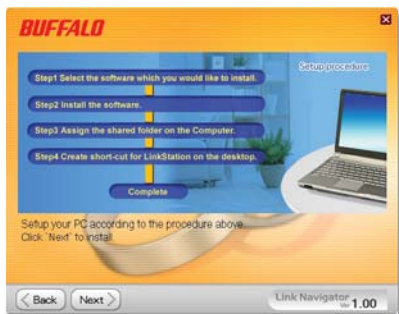 BUFFALO
Setup procedure
Step1 Select the software which you would like to install.
Step2 Install the software.
Step3 Assign the shared folder on the Computer.
Step4 Create short-cut for LinkStation on the desktop.
Complete
Setup your PC according to the procedure above.
Click `Next` to install.
Back
Next
Link Navigator
Ver 1.00